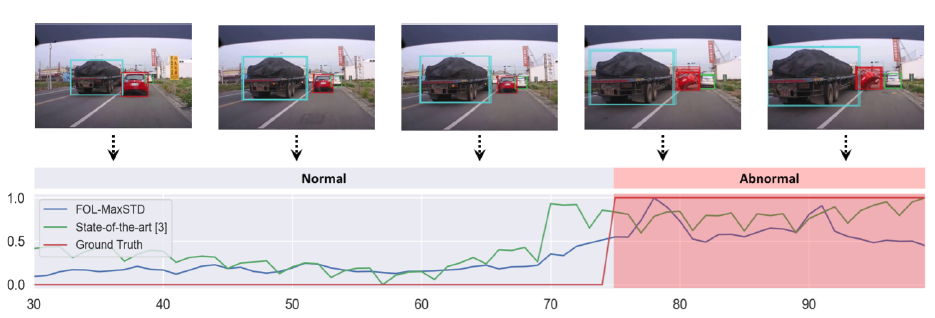 Normal
Abnormal
1.0
0.5
0.0
FOL-MaxSTD
State-of-the-art [3]
Ground Truth
30 40 50 60 70 80 90